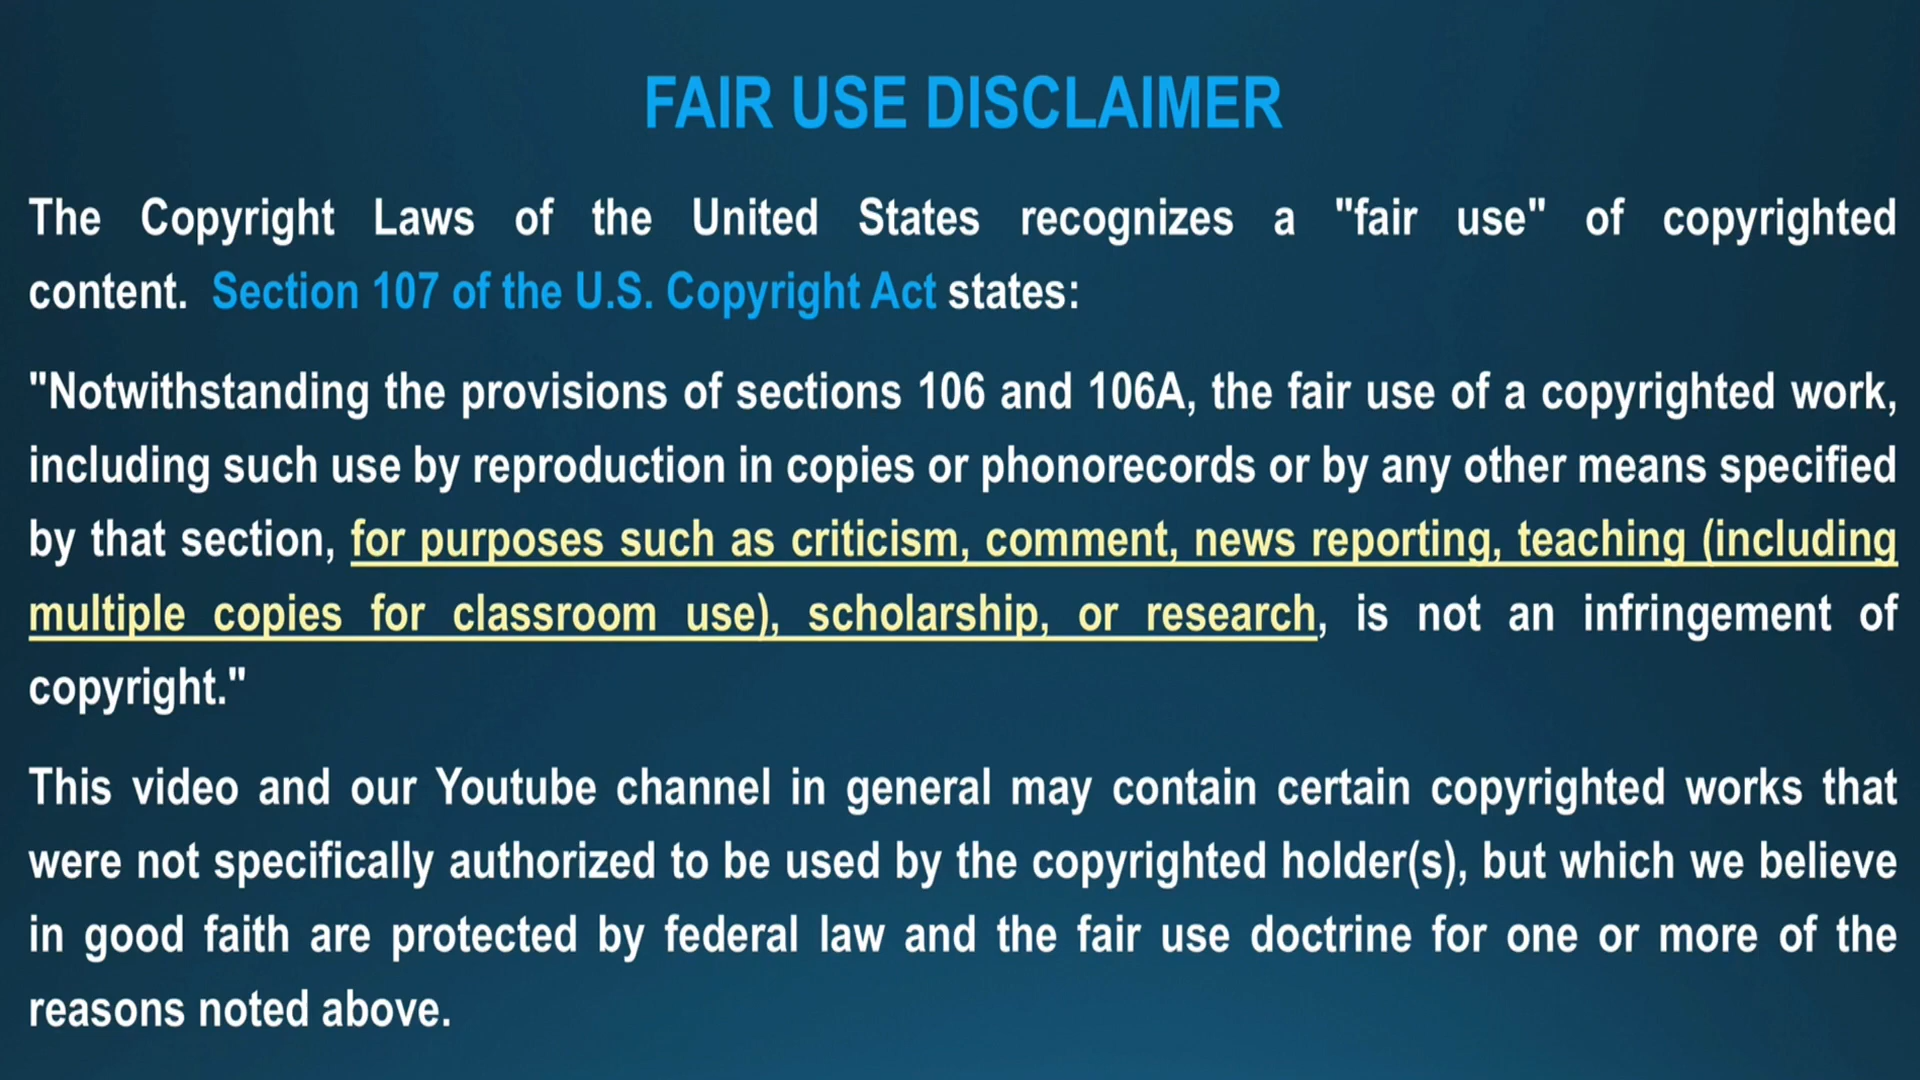 FAIR USE DISCLAIMER
The Copyright Laws of the United States recognizes a "fair use" of copyrighted
content. Section 107 of the U.S. Copyright Act states:
"Notwithstanding the provisions of sections 106 and 106A, the fair use of a copyrighted work,
including such use by reproduction in copies or phonorecords or by any other means specified
by that section, for purposes such as criticism, comment, news reporting, teaching (including
multiple copies for classroom use), scholarship, or research, is not an infringement of
copyright."
This video and our Youtube channel in general may contain certain copyrighted works that
were not specifically authorized to be used by the copyrighted holder(s), but which we believe
in good faith are protected by federal law and the fair use doctrine for one or more of the
reasons noted above.